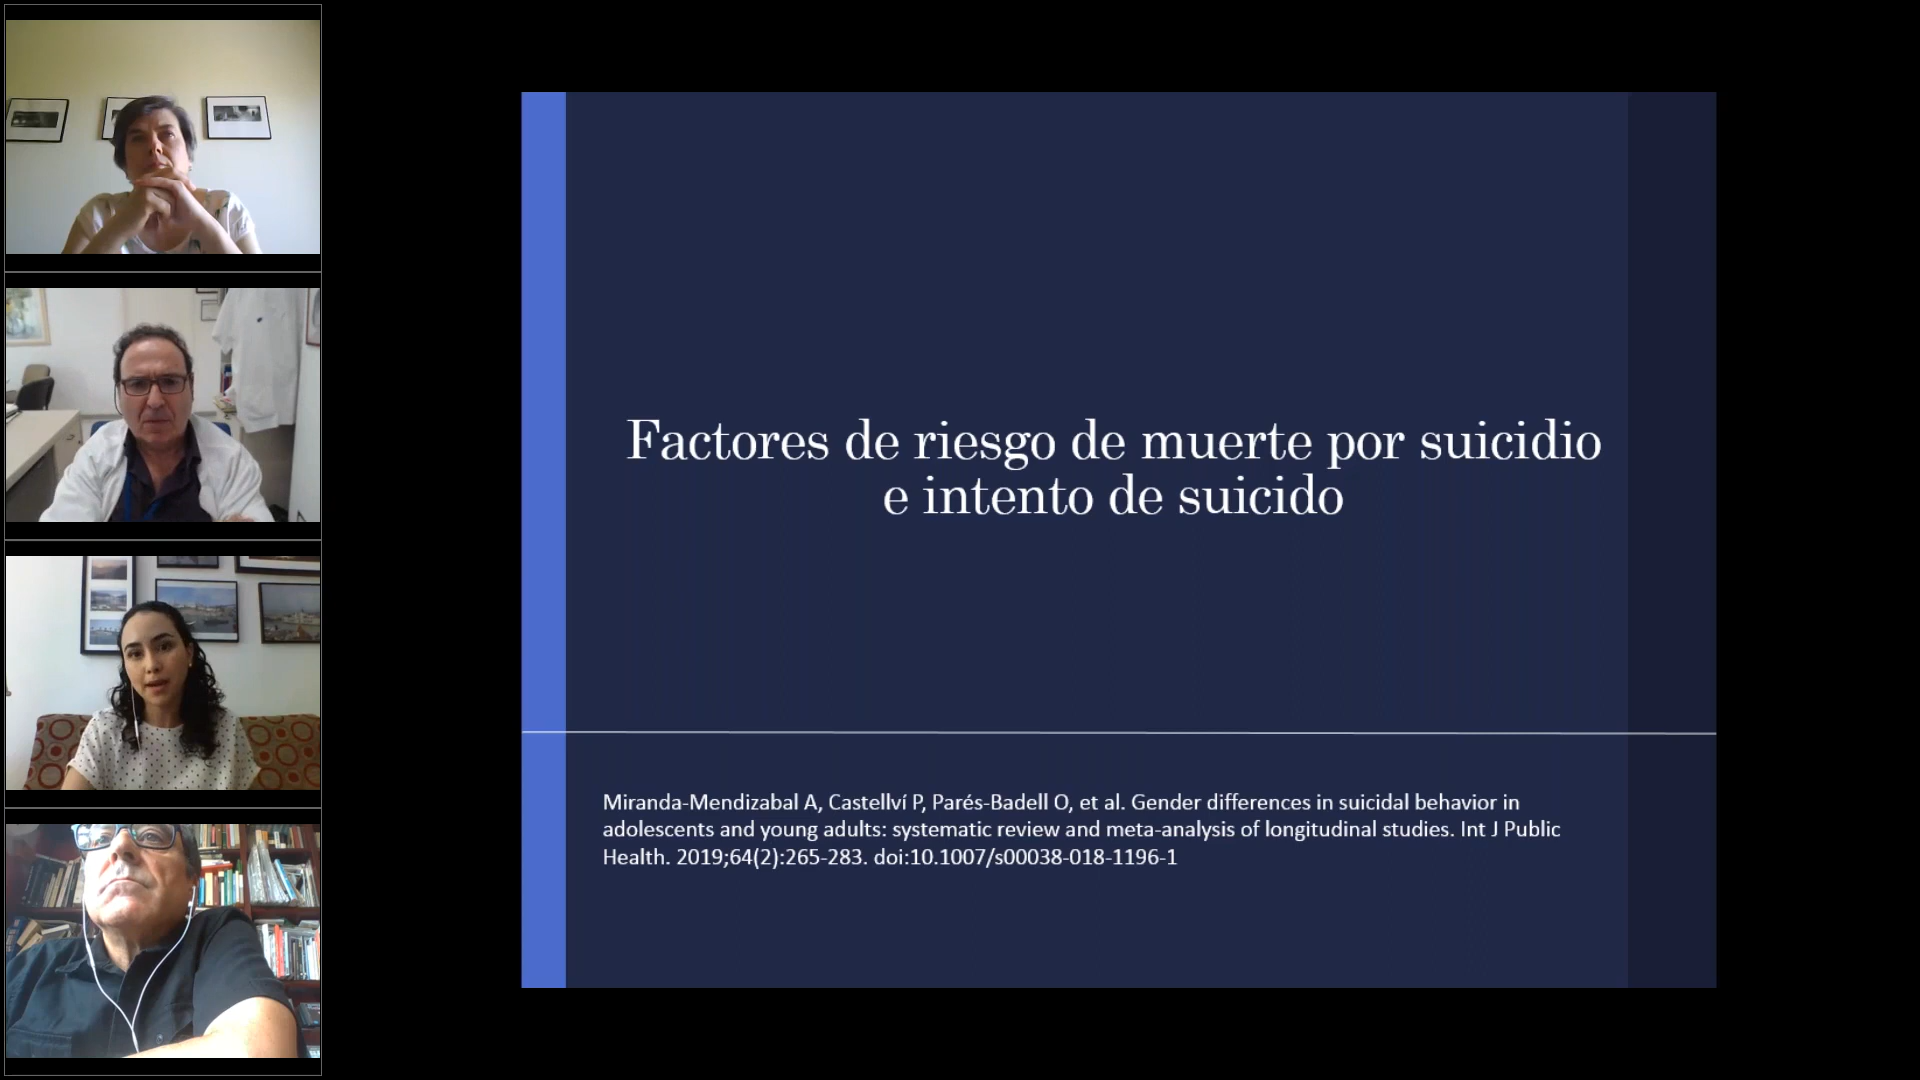 Factores de riesgo de muerte por suicidio
e intento de suicido
Miranda-Mendizabal A, Castellví P, Parés-Badell O, et al. Gender differences in suicidal behavior in
adolescents and young adults: systematic review and meta-analysis of longitudinal studies. Int J Public
Health. 2019;64(2):265-283. doi:10.1007/s00038-018-1196-1